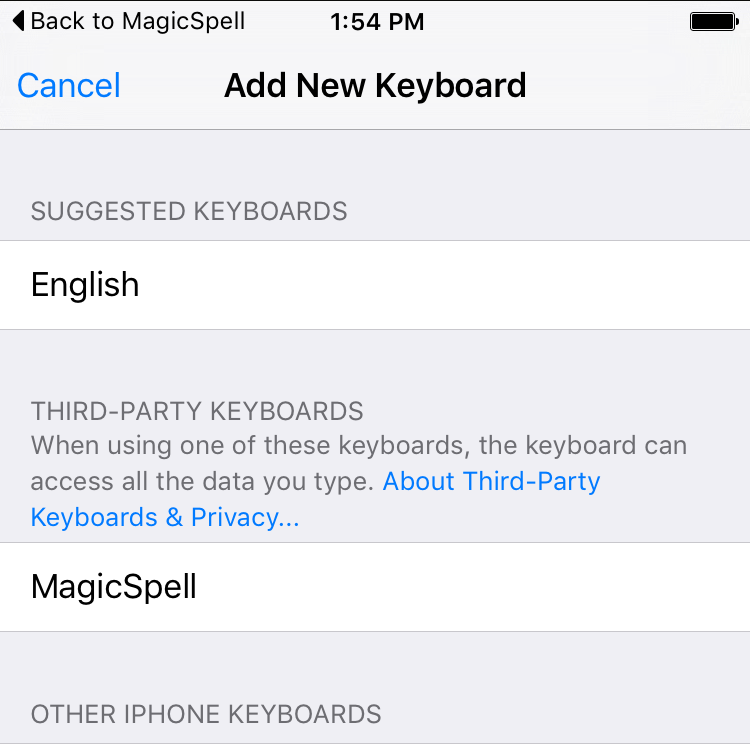 Back to MagicSpell 1:54 PM
Cancel Add New Keyboard
SUGGESTED KEYBOARDS
English
THIRD-PARTY KEYBOARDS
When using one of these keyboards, the keyboard can
access all the data you type. About Third-Party
Keyboards & Privacy...
MagicSpell
OTHER IPHONE KEYBOARDS